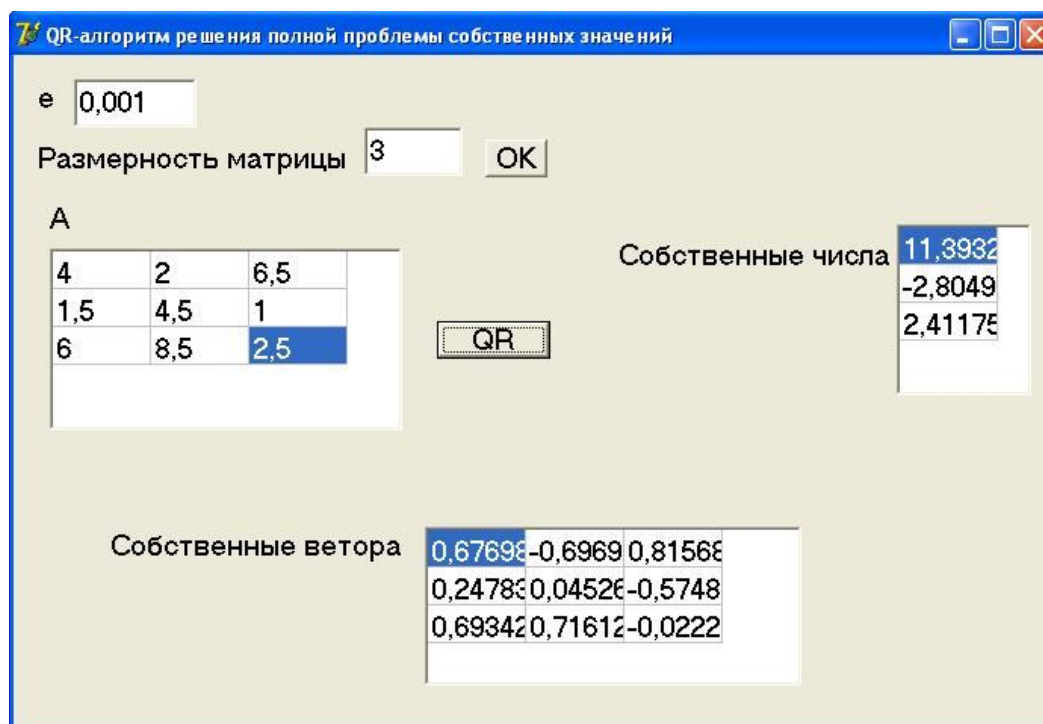 QR-алгоритм решения полной проблемы собственных значений
e 0,001
Размерность матрицы 3 OK
A
4 2 6,5
1,5 4,5 1
6 8,5 2,5
QR
Собственные числа
11,3932
-2,8049
2,41175
Собственные ветора
0,67698 -0,6969 0,81568
0,24783 0,04526 -0,5748
0,69342 0,71612 -0,0222